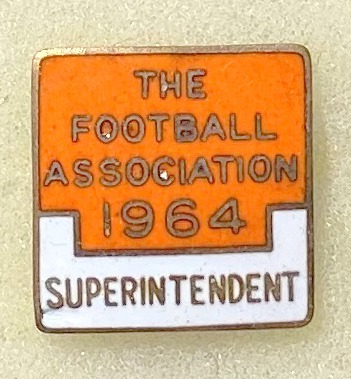 THE
FOOTBALL
ASSOCIATION
1964
SUPERINTENDENT